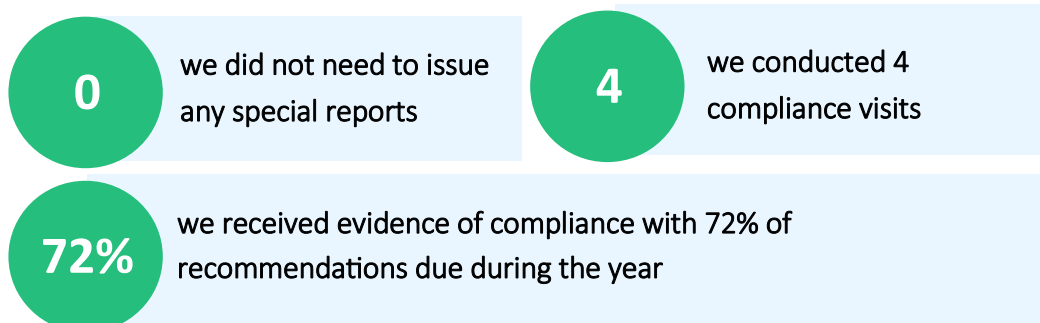 0
we did not need to issue
any special reports
4
we conducted 4
compliance visits
72%
we received evidence of compliance with 72% of
recommendations due during the year